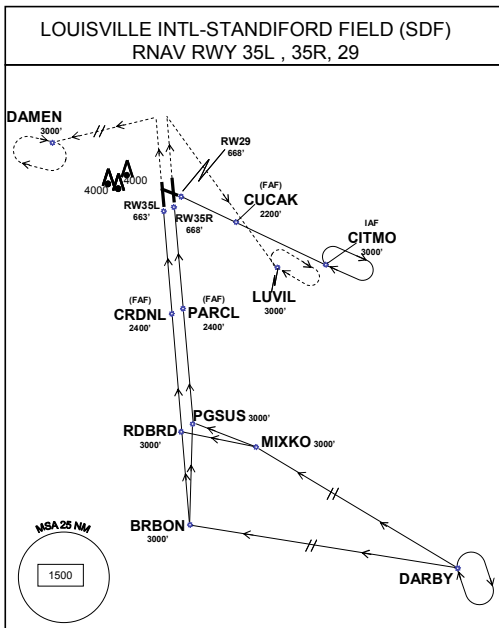 LOUISVILLE INTL-STANDIFORD FIELD (SDF)
RNAV RWY 35L , 35R, 29
DAMEN
3000'
RW29
668'
4000
4000
(FAF)
CUCAK
2200'
RW35L
663'
RW35R
668'
IAF
CITMO
3000'
LUVIL
3000'
(FAF)
CRDNL
2400'
(FAF)
PARCL
2400'
PGSUS 3000'
RDBRD
3000'
MIXKO 3000'
BRBON
3000'
MSA 25 NM
1500
DARBY